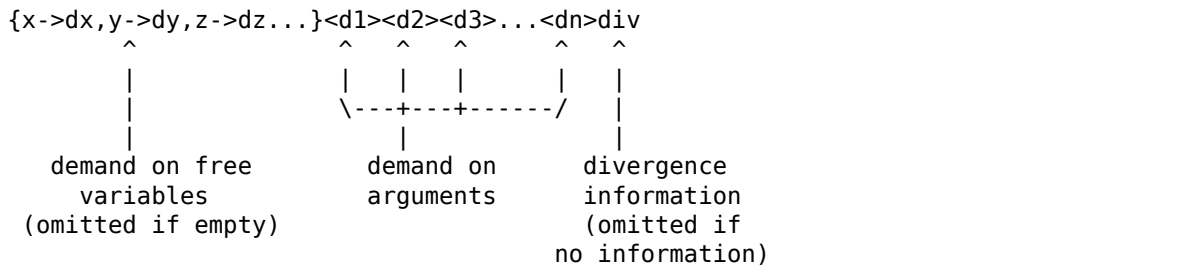 {x->dx,y->dy,z->dz...}<d1><d2><d3>...<dn>div
        ^              ^   ^   ^      ^   ^
        |              |   |   |      |   |
        |              \---+---+------/   |
        |                  |              |
   demand on free        demand on      divergence
     variables           arguments      information
 (omitted if empty)                     (omitted if
                                      no information)